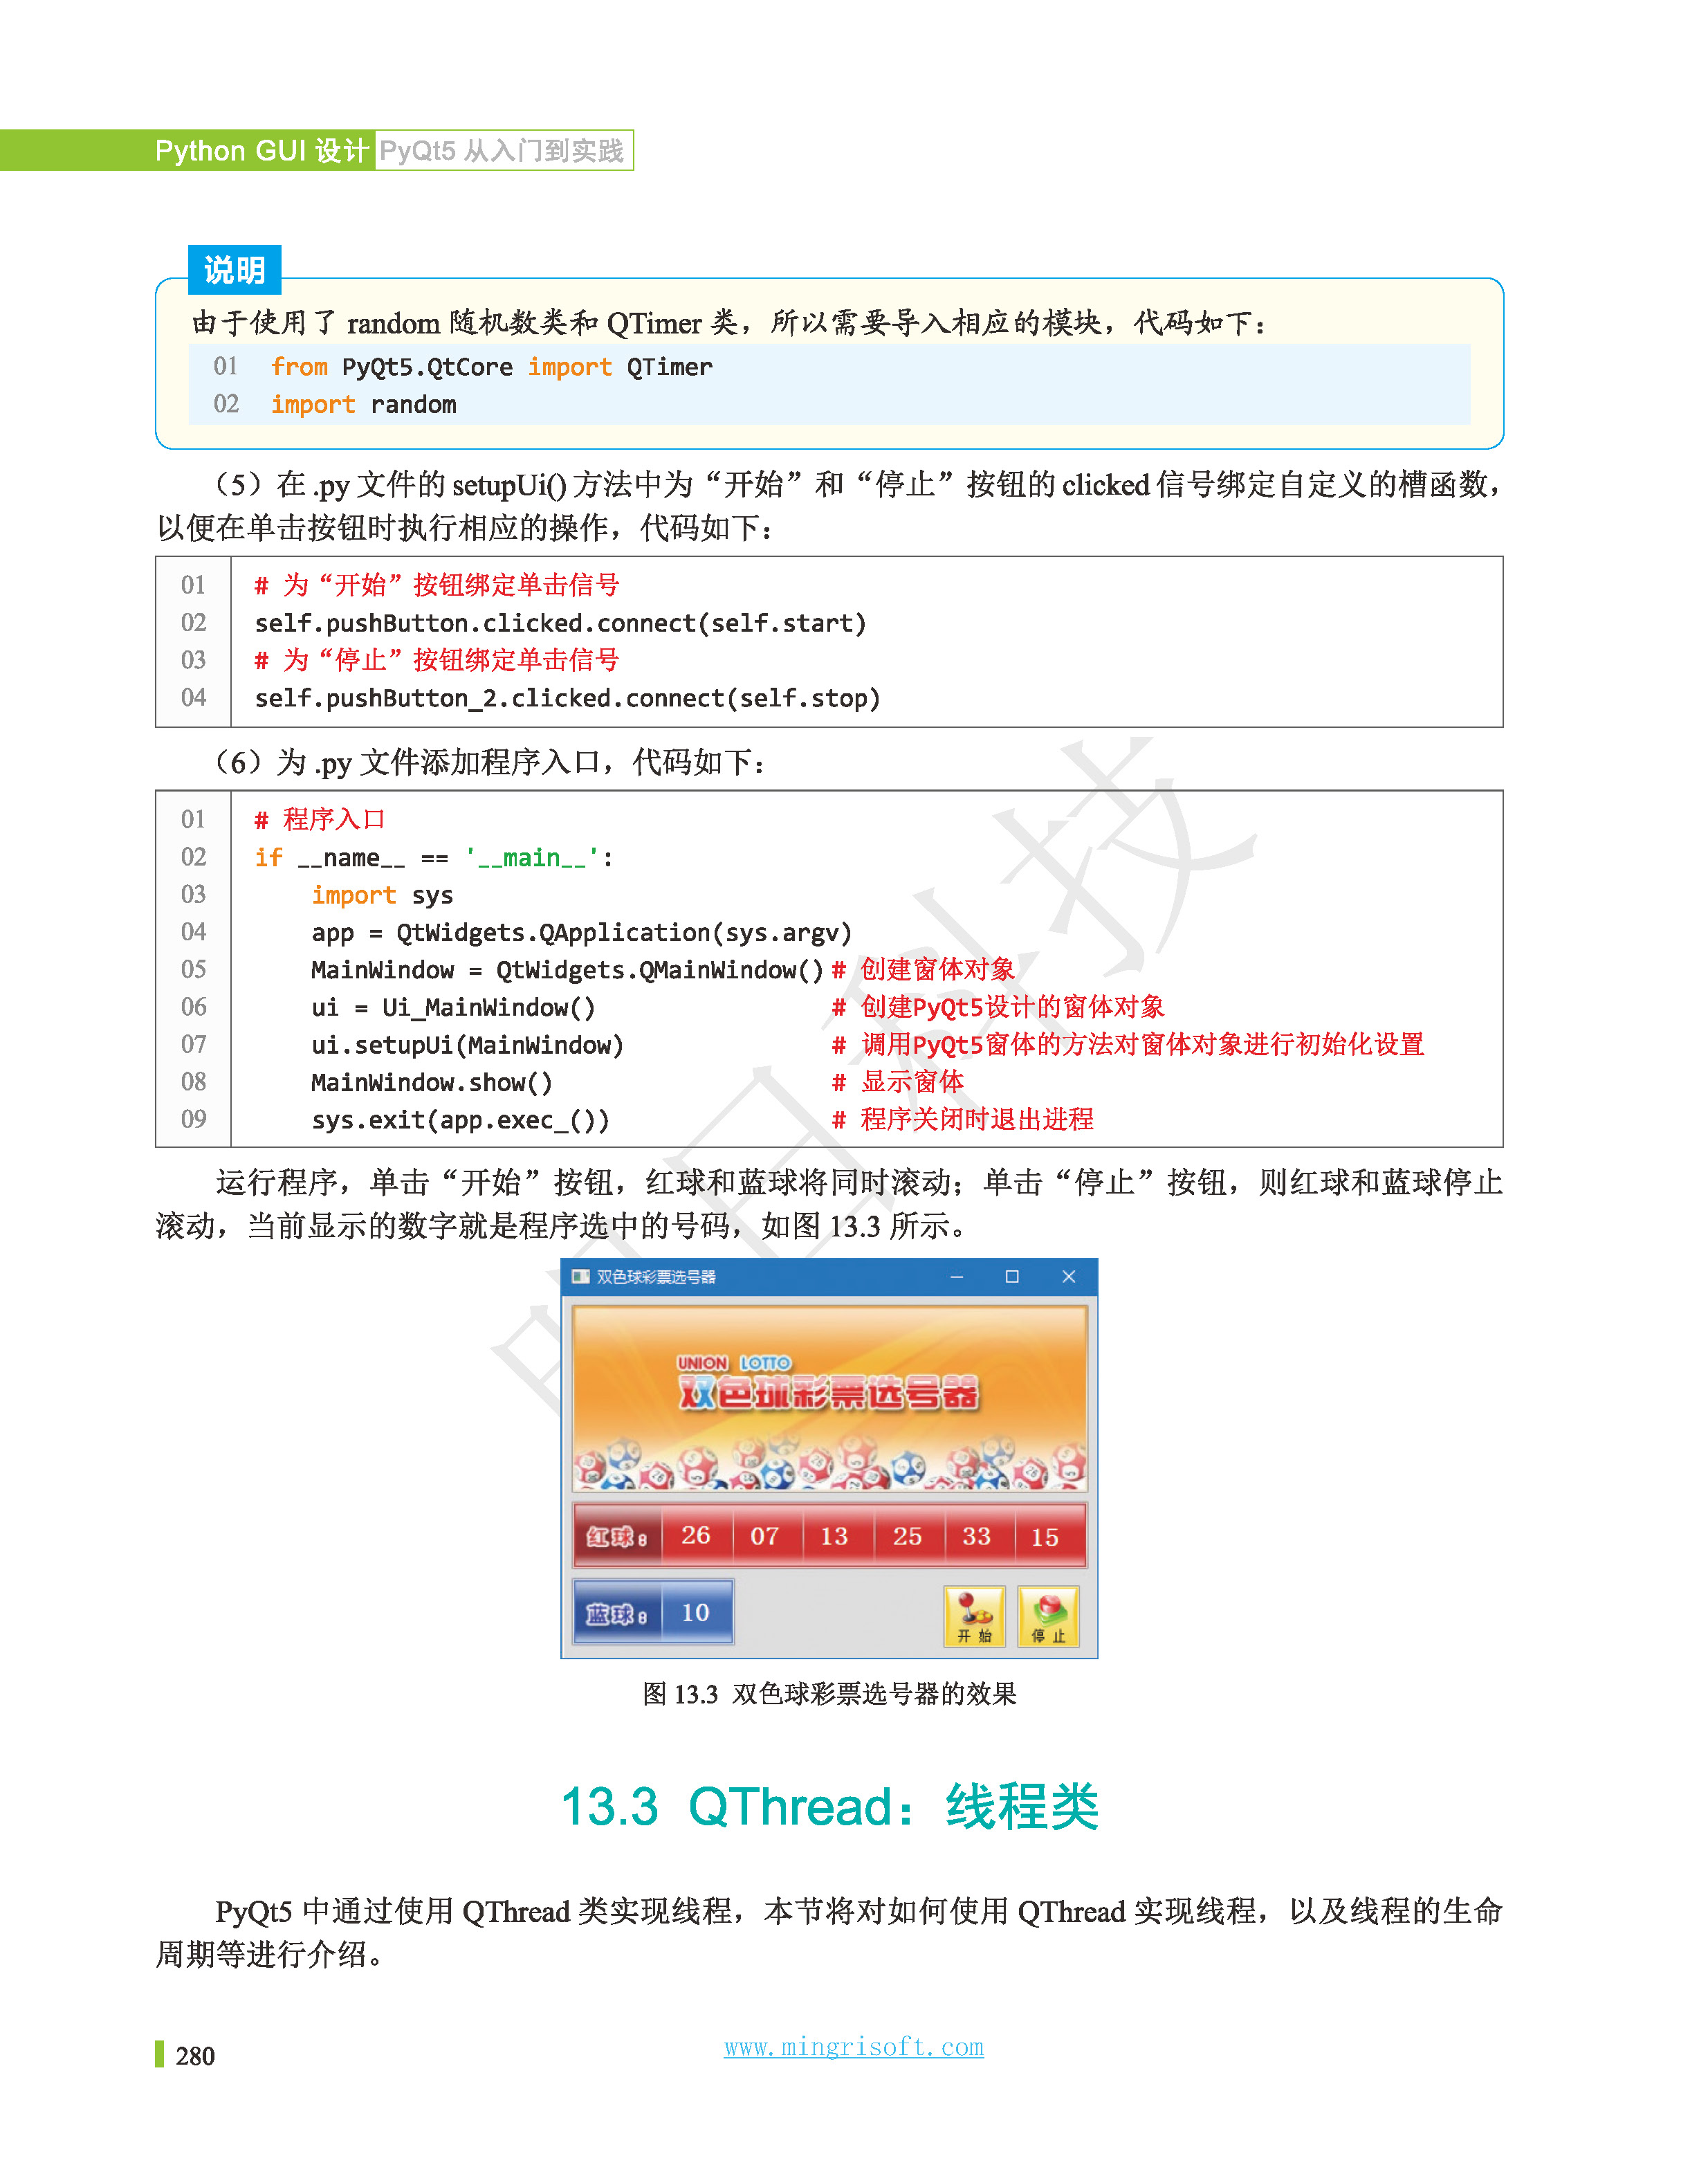 Python GUI 设计 PyQt5 从入门到实践
说明
由于使用了 random 随机数类和 QTimer 类，所以需要导入相应的模块，代码如下：
01 from PyQt5.QtCore import QTimer
02 import random
（5）在 .py 文件的 setupUi() 方法中为“开始”和“停止”按钮的 clicked 信号绑定自定义的槽函数，
以便在单击按钮时执行相应的操作，代码如下：
01 # 为“开始”按钮绑定单击信号
02 self.pushButton.clicked.connect(self.start)
03 # 为“停止”按钮绑定单击信号
04 self.pushButton_2.clicked.connect(self.stop)
（6）为 .py 文件添加程序入口，代码如下：
01 # 程序入口
02 if __name__ == '__main__':
03     import sys
04     app = QtWidgets.QApplication(sys.argv)
05     MainWindow = QtWidgets.QMainWindow() # 创建窗体对象
06     ui = Ui_MainWindow() # 创建PyQt5设计的窗体对象
07     ui.setupUi(MainWindow) # 调用PyQt5窗体的方法对窗体对象进行初始化设置
08     MainWindow.show() # 显示窗体
09     sys.exit(app.exec_()) # 程序关闭时退出进程
运行程序，单击“开始”按钮，红球和蓝球将同时滚动；单击“停止”按钮，则红球和蓝球停止
滚动，当前显示的数字就是程序选中的号码，如图 13.3 所示。
双色球彩票选号器
UNION LOTTO
双色球彩票选号器
红球 26 07 13 25 33 15
蓝球 10
开 始 停 止
图 13.3 双色球彩票选号器的效果
13.3 QThread：线程类
PyQt5 中通过使用 QThread 类实现线程，本节将对如何使用 QThread 实现线程，以及线程的生命
周期等进行介绍。
280
www.mingrisoft.com
明日科技